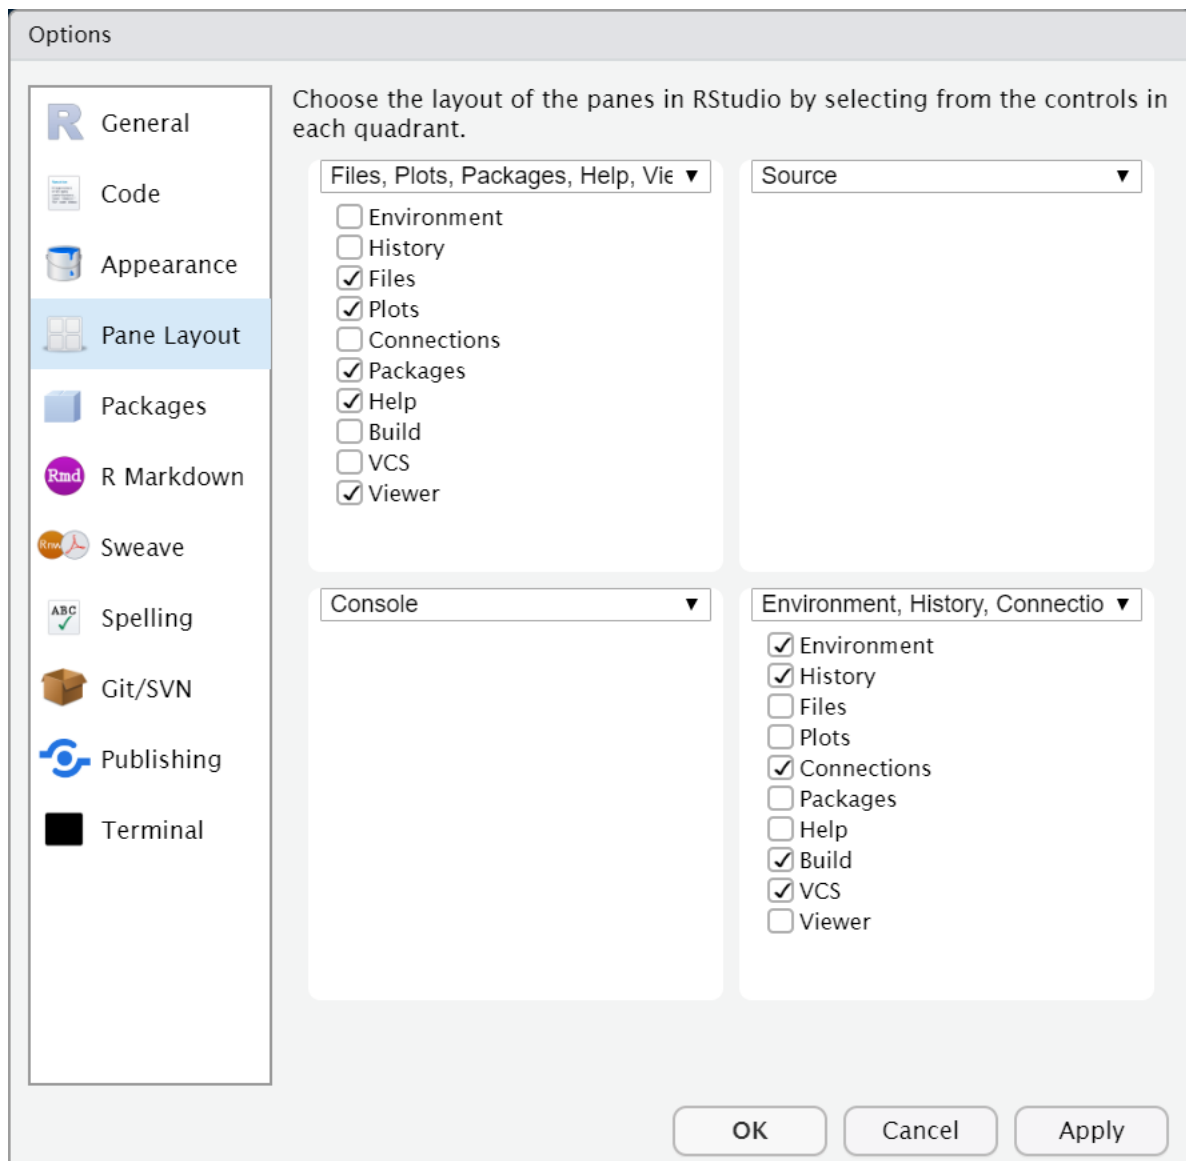 Options
General
Code
Appearance
Pane Layout
Packages
Rmd
R Markdown
Rnw
Sweave
ABC
Spelling
Git/SVN
Publishing
Terminal
Choose the layout of the panes in RStudio by selecting from the controls in
each quadrant.
Files, Plots, Packages, Help, Vie
Environment
History
Files
Plots
Connections
Packages
Help
Build
VCS
Viewer
Source
Console
Environment, History, Connectio
Environment
History
Files
Plots
Connections
Packages
Help
Build
VCS
Viewer
OK
Cancel
Apply